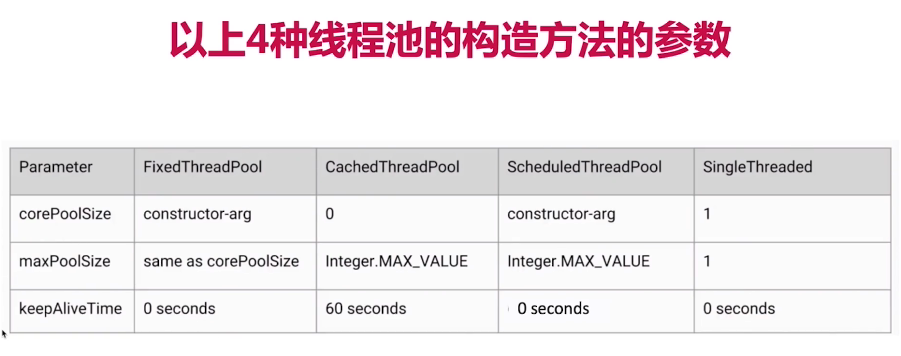 以上4种线程池的构造方法的参数
Parameter FixedThreadPool CachedThreadPool ScheduledThreadPool SingleThreaded
corePoolSize constructor-arg 0 constructor-arg 1
maxPoolSize same as corePoolSize Integer.MAX_VALUE Integer.MAX_VALUE 1
keepAliveTime 0 seconds 60 seconds 0 seconds 0 seconds